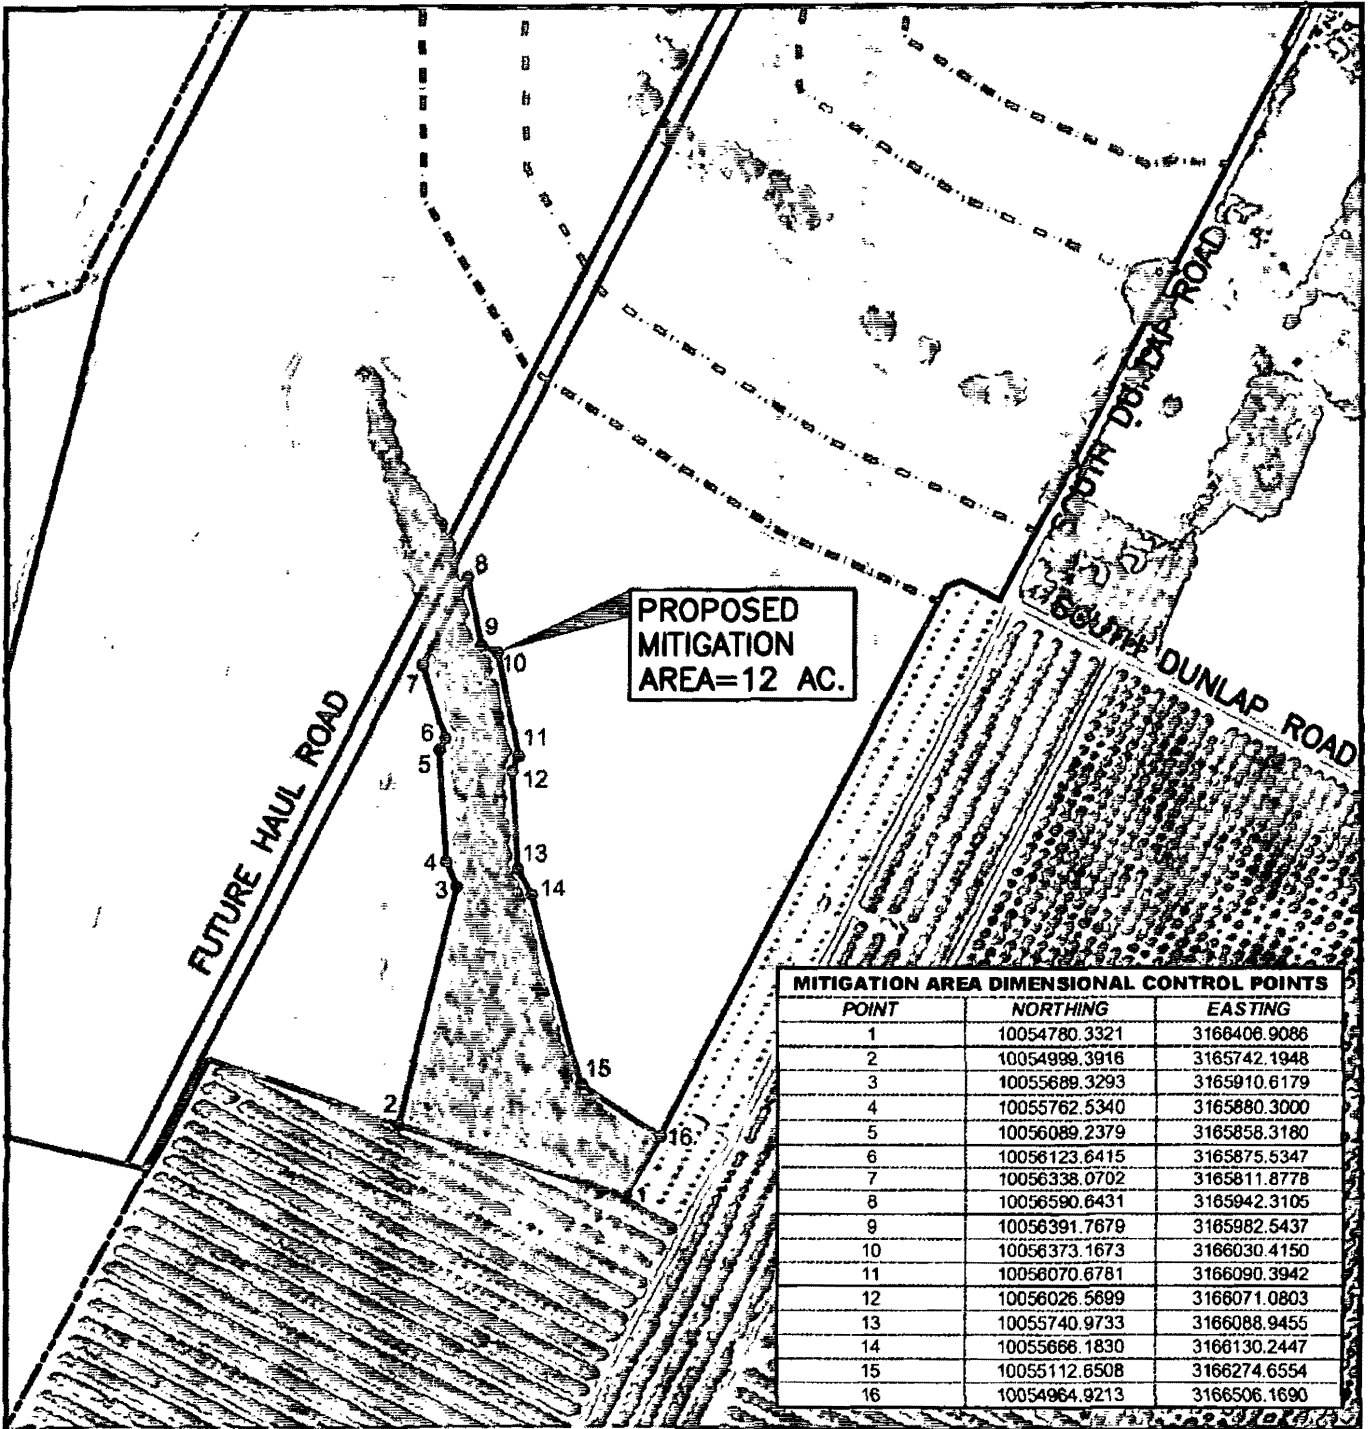 SOUTH DUNLAP ROAD
8
PROPOSED
MITIGATION
AREA=12 AC.
9
10
7
SOUTH DUNLAP ROAD
6
11
5
12
FUTURE HAUL ROAD
4
13
3
14
15
2
16
1
MITIGATION AREA DIMENSIONAL CONTROL POINTS
POINT NORTHING EASTING
1 10054780.3321 3166406.9086
2 10054999.3916 3165742.1948
3 10055689.3293 3165910.6179
4 10055762.5340 3165880.3000
5 10056089.2379 3165858.3180
6 10056123.6415 3165875.5347
7 10056338.0702 3165811.8778
8 10056590.6431 3165942.3105
9 10056391.7679 3165982.5437
10 10056373.1673 3166030.4150
11 10056070.6781 3166090.3942
12 10056026.5699 3166071.0803
13 10055740.9733 3166088.9455
14 10055666.1830 3166130.2447
15 10055112.6508 3166274.6554
16 10054964.9213 3166506.1690